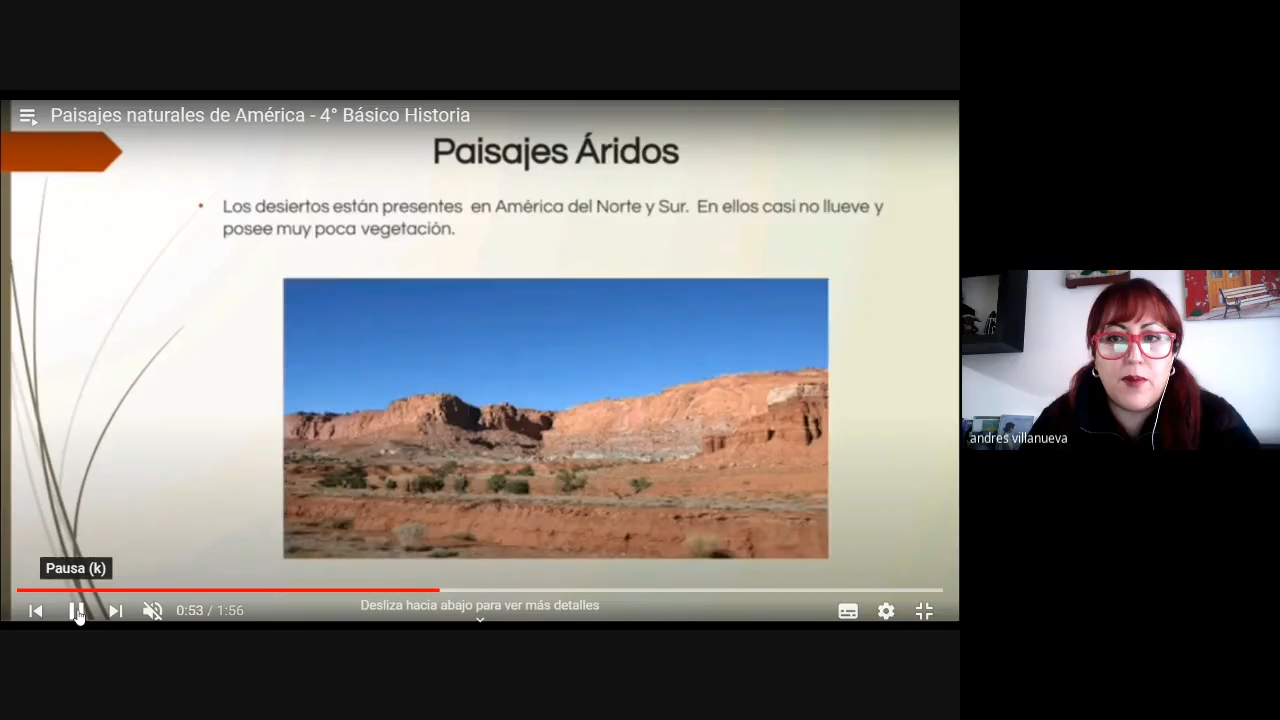 Paisajes naturales de América - 4° Básico Historia
Paisajes Áridos
• Los desiertos están presentes en América del Norte y Sur. En ellos casi no llueve y
posee muy poca vegetación.
andres villanueva
Pausa (k)
0:53 / 1:56
Desliza hacia abajo para ver más detalles